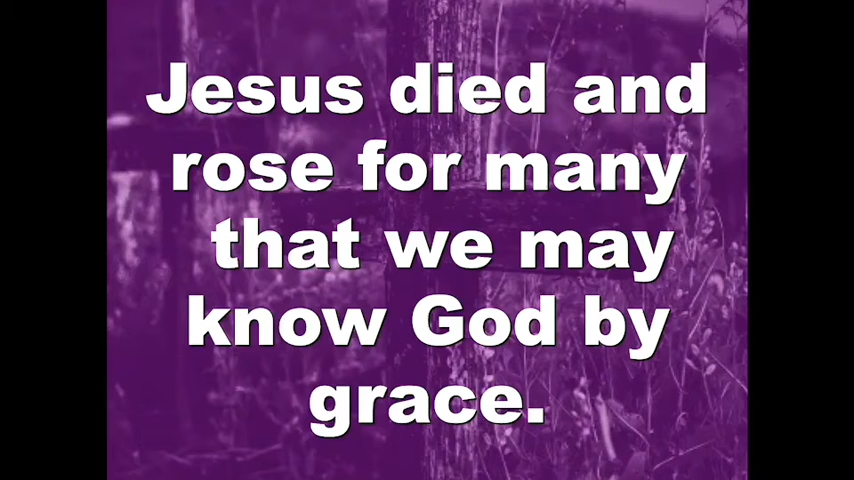 Jesus died and
rose for many
that we may
know God by
grace.